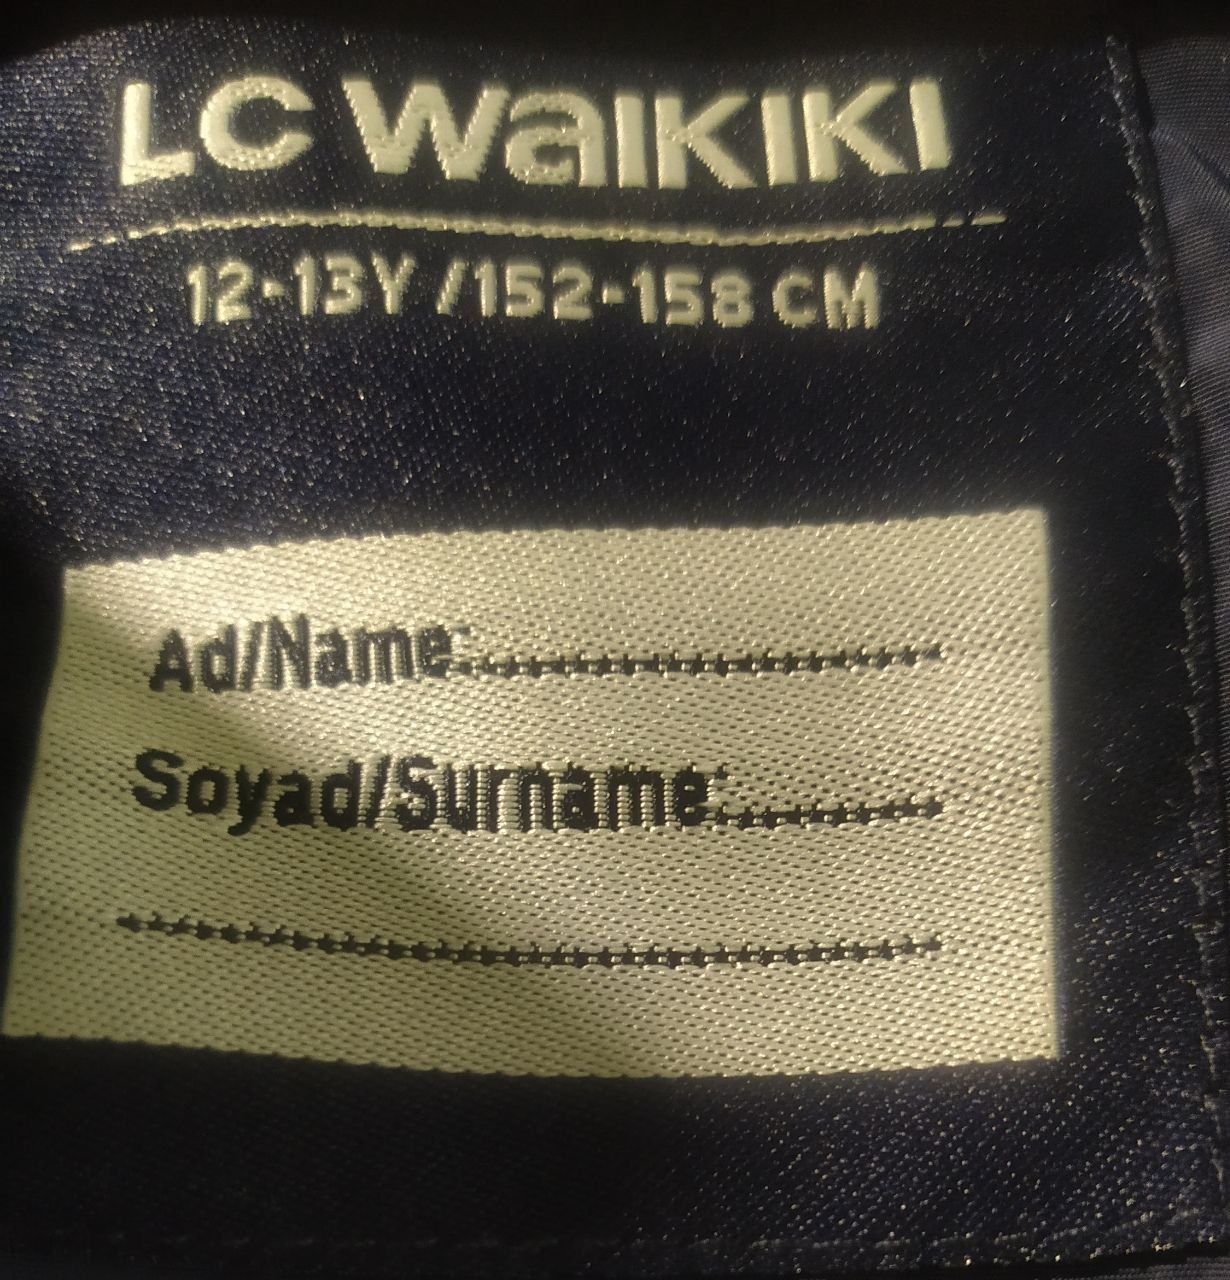 LC WaIKIKI
12-13Y /152-158 CM
Ad/Name:..............................
Soyad/Surname:..............
..................................................